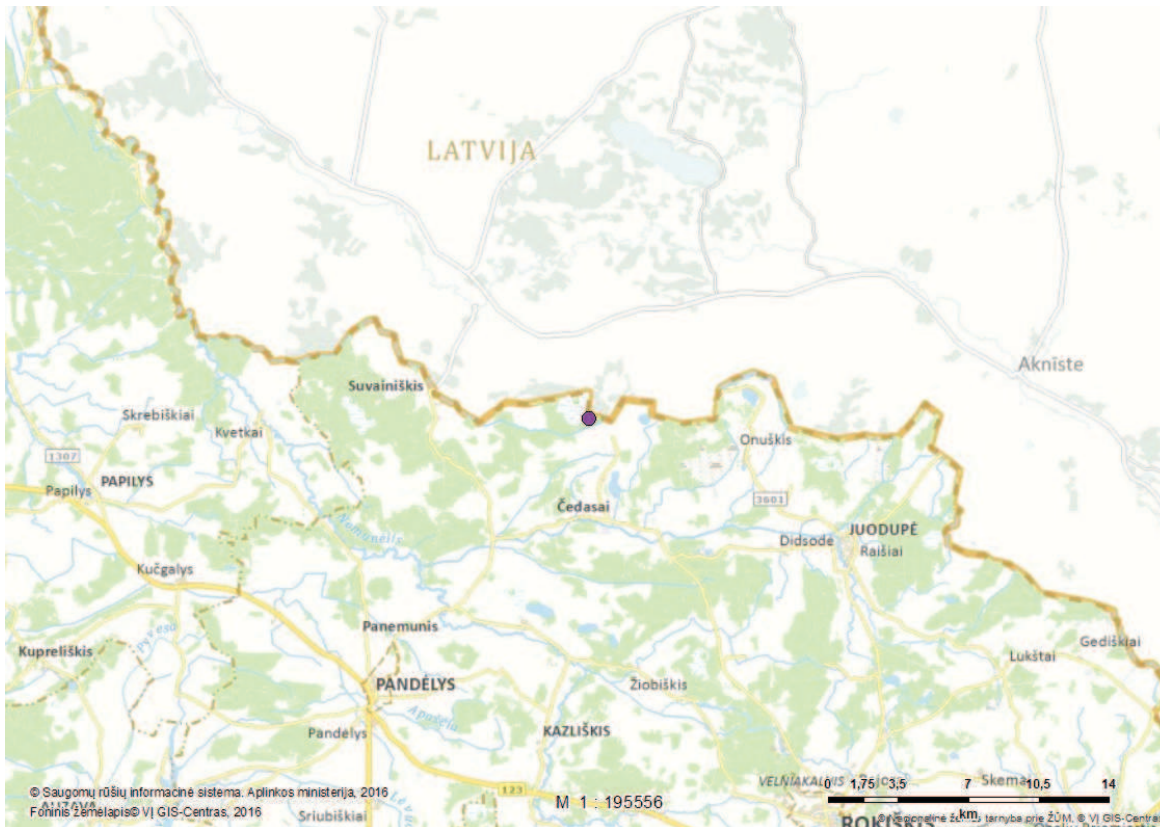 LATVIJA
Aknīste
Suvainiškis
Skrebiškiai
Kvetkai
Onuškis
1307
PAPILYS
Papilys
3601
Čedasai
Nemunėlis
JUODUPĖ
Didsodė
Raišiai
Kučgalys
Panemunis
Gediškiai
Kupreliškis
Lukštai
PANDĖLYS
Žiobiškis
Apaščia
Pandėlys
KAZLIŠKIS
VELNIAKALNIS
Skema
0 1,75 3,5 7 10,5 14
km
© Saugomų rūšių informacinė sistema. Aplinkos ministerija, 2016
123
M 1 : 195556
Foninis žemėlapis© VĮ GIS-Centras, 2016
ROKIŠKIS
Sriubiškiai